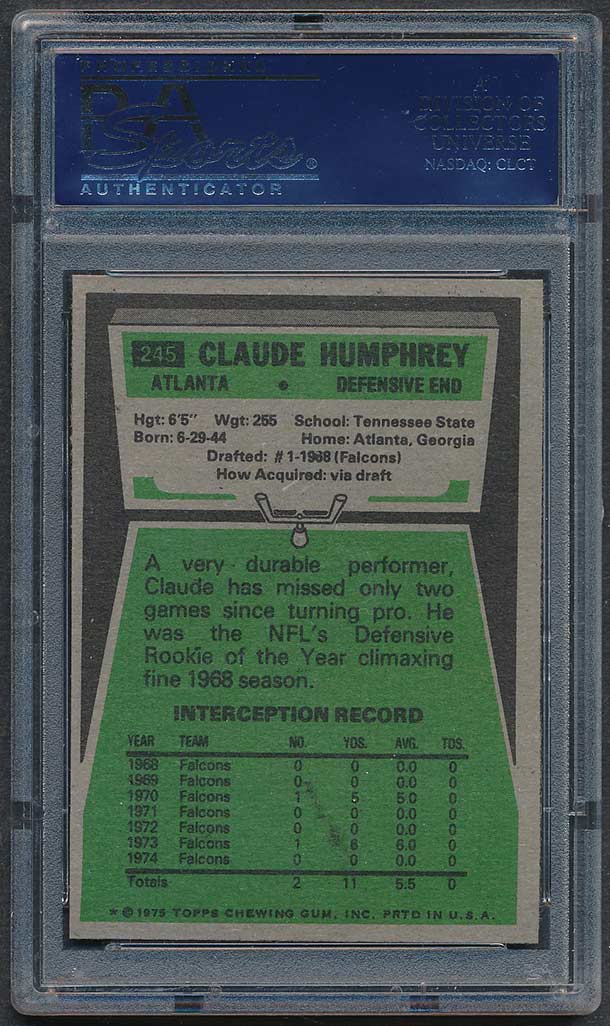 PROFESSIONAL
PSA
Sports®
AUTHENTICATOR
A
DIVISION OF
COLLECTORS
UNIVERSE
NASDAQ: CLCT
245 CLAUDE HUMPHREY
ATLANTA • DEFENSIVE END
Hgt: 6'5" Wgt: 255 School: Tennessee State
Born: 6-29-44 Home: Atlanta, Georgia
Drafted: #1-1968 (Falcons)
How Acquired: via draft
A very durable performer,
Claude has missed only two
games since turning pro. He
was the NFL's Defensive
Rookie of the Year climaxing
fine 1968 season.
INTERCEPTION RECORD
YEAR TEAM NO. YDS. AVG. TDS.
1968 Falcons 0 0 0.0 0
1969 Falcons 0 0 0.0 0
1970 Falcons 1 5 5.0 0
1971 Falcons 0 0 0.0 0
1972 Falcons 0 0 0.0 0
1973 Falcons 1 6 6.0 0
1974 Falcons 0 0 0.0 0
Totals 2 11 5.5 0
* © 1975 TOPPS CHEWING GUM, INC. PRTD IN U.S.A.